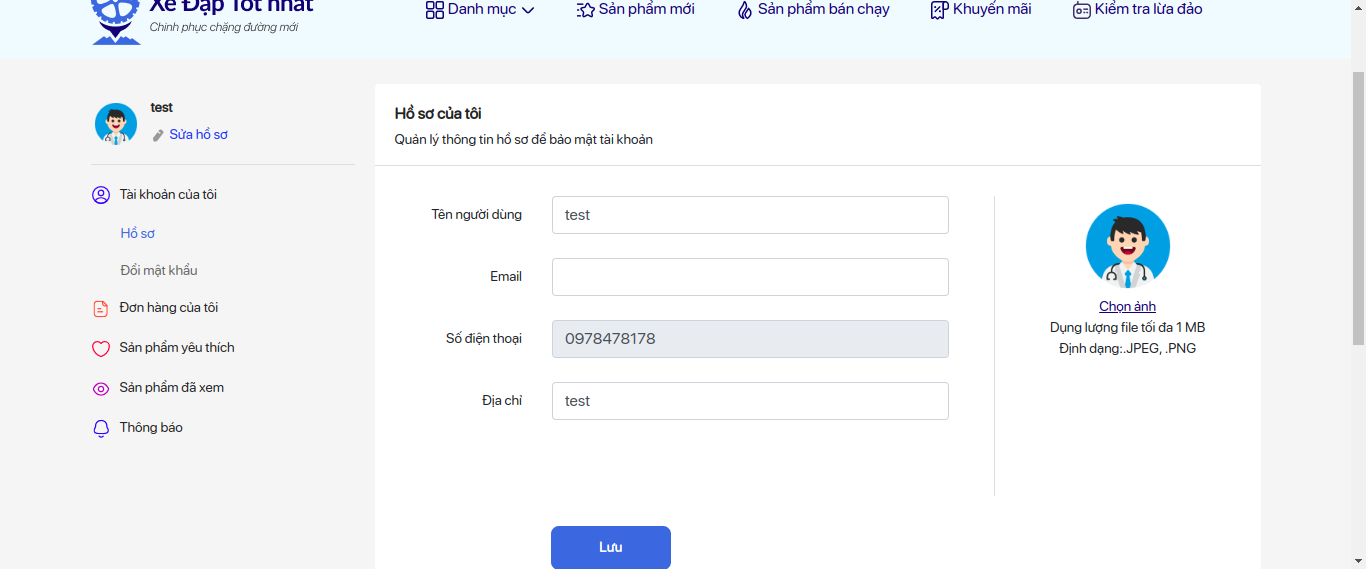 Xe Đạp Tốt nhất
Chinh phục chặng đường mới
Danh mục
Sản phẩm mới
Sản phẩm bán chạy
Khuyến mãi
Kiểm tra lừa đảo
test
Sửa hồ sơ
Tài khoản của tôi
Hồ sơ
Đổi mật khẩu
Đơn hàng của tôi
Sản phẩm yêu thích
Sản phẩm đã xem
Thông báo
Hồ sơ của tôi
Quản lý thông tin hồ sơ để bảo mật tài khoản
Tên người dùng
test
Email
Số điện thoại
0978478178
Địa chỉ
test
Lưu
Chọn ảnh
Dụng lượng file tối đa 1 MB
Định dạng:.JPEG, .PNG